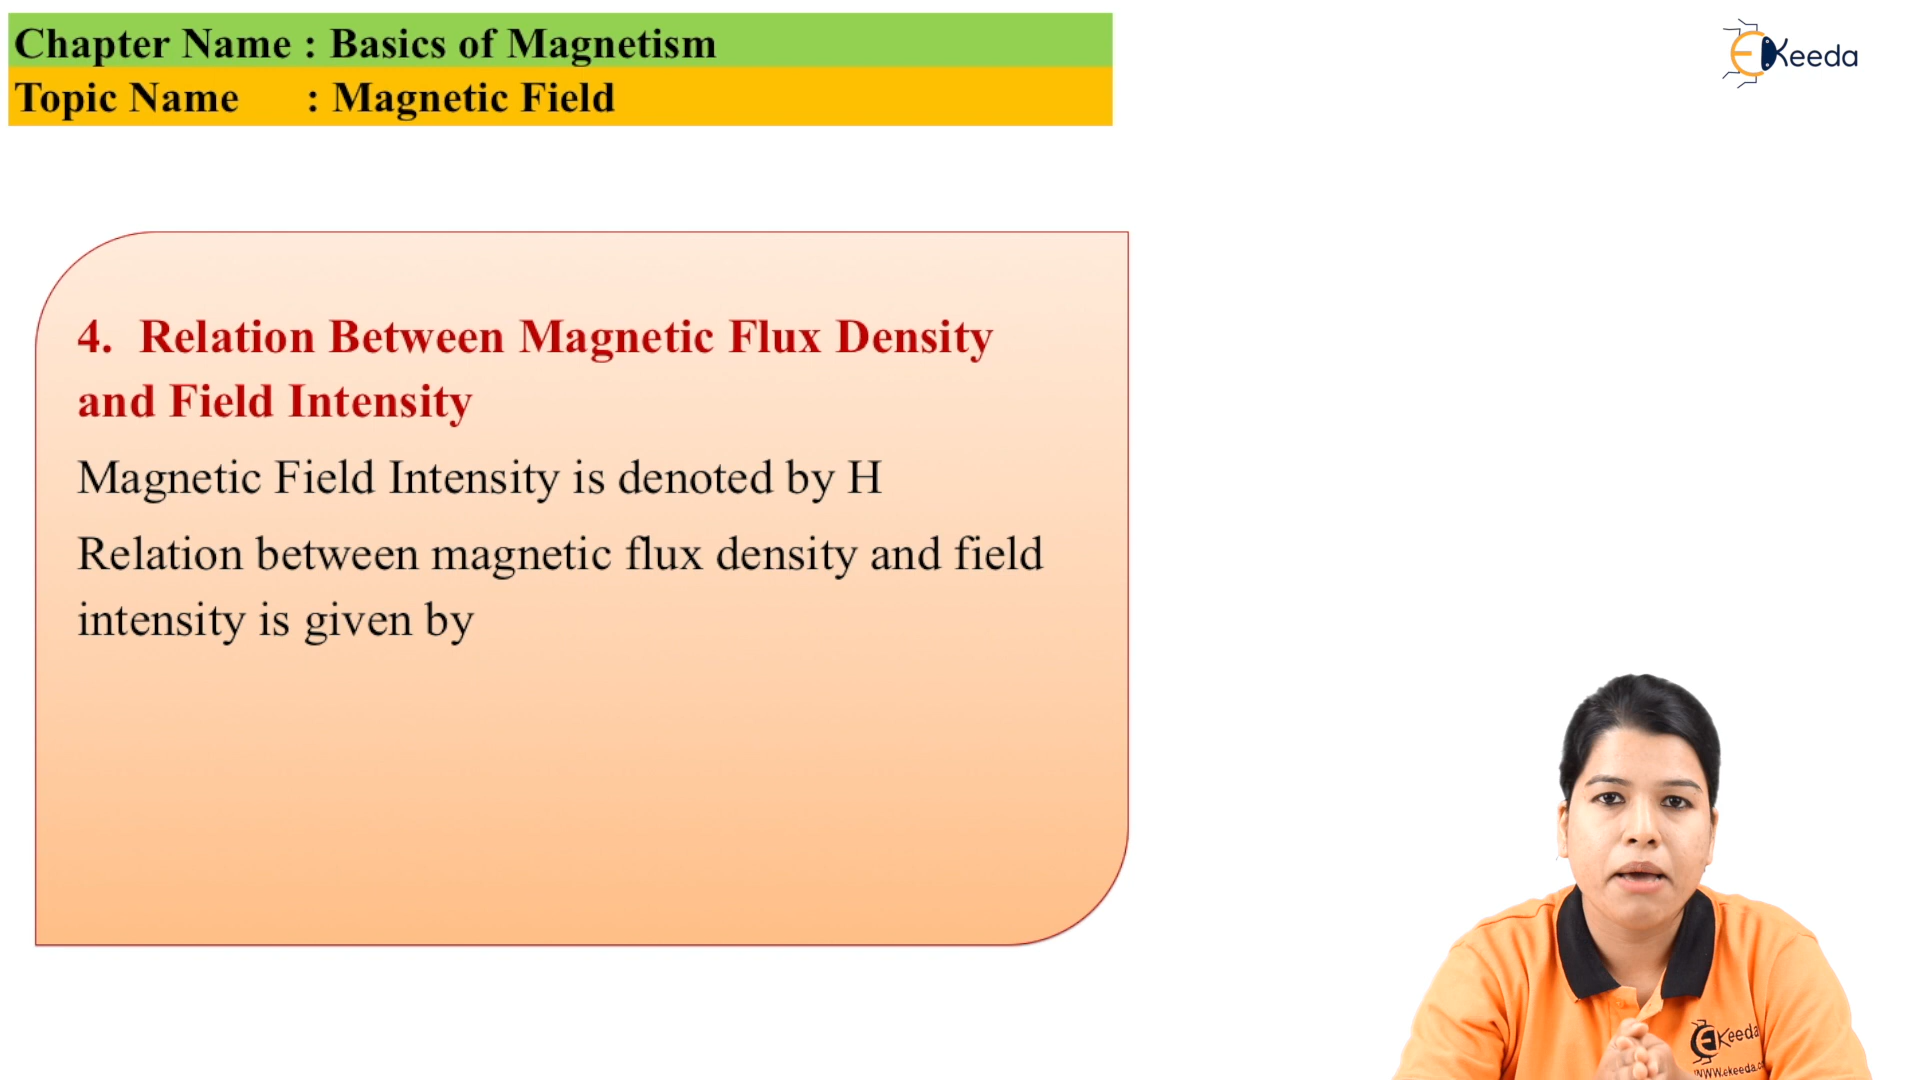 Chapter Name : Basics of Magnetism
Topic Name : Magnetic Field
EKeeda
4. Relation Between Magnetic Flux Density
and Field Intensity
Magnetic Field Intensity is denoted by H
Relation between magnetic flux density and field
intensity is given by
EKeeda